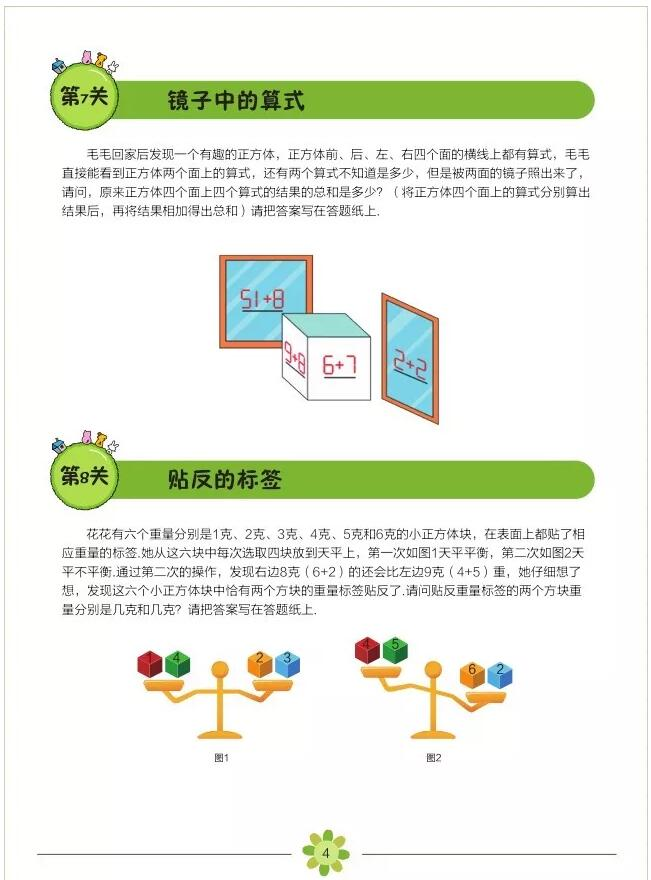 第7关
镜子中的算式
毛毛回家后发现一个有趣的正方体，正方体前、后、左、右四个面的横线上都有算式，毛毛
直接能看到正方体两个面上的算式，还有两个算式不知道是多少，但是被两面的镜子照出来了，
请问，原来正方体四个面上四个算式的结果的总和是多少？（将正方体四个面上的算式分别算出
结果后，再将结果相加得出总和）请把答案写在答题纸上.
51+8
9+8
6+7
2+2
第8关
贴反的标签
花花有六个重量分别是1克、2克、3克、4克、5克和6克的小正方体块，在表面上都贴了相
应重量的标签.她从这六块中每次选取四块放到天平上，第一次如图1天平平衡，第二次如图2天
平不平衡.通过第二次的操作，发现右边8克（6+2）的还会比左边9克（4+5）重，她仔细想了
想，发现这六个小正方体块中恰有两个方块的重量标签贴反了.请问贴反重量标签的两个方块重
量分别是几克和几克？请把答案写在答题纸上.
1 4 2 3
4 5 6 2
图1 图2
4